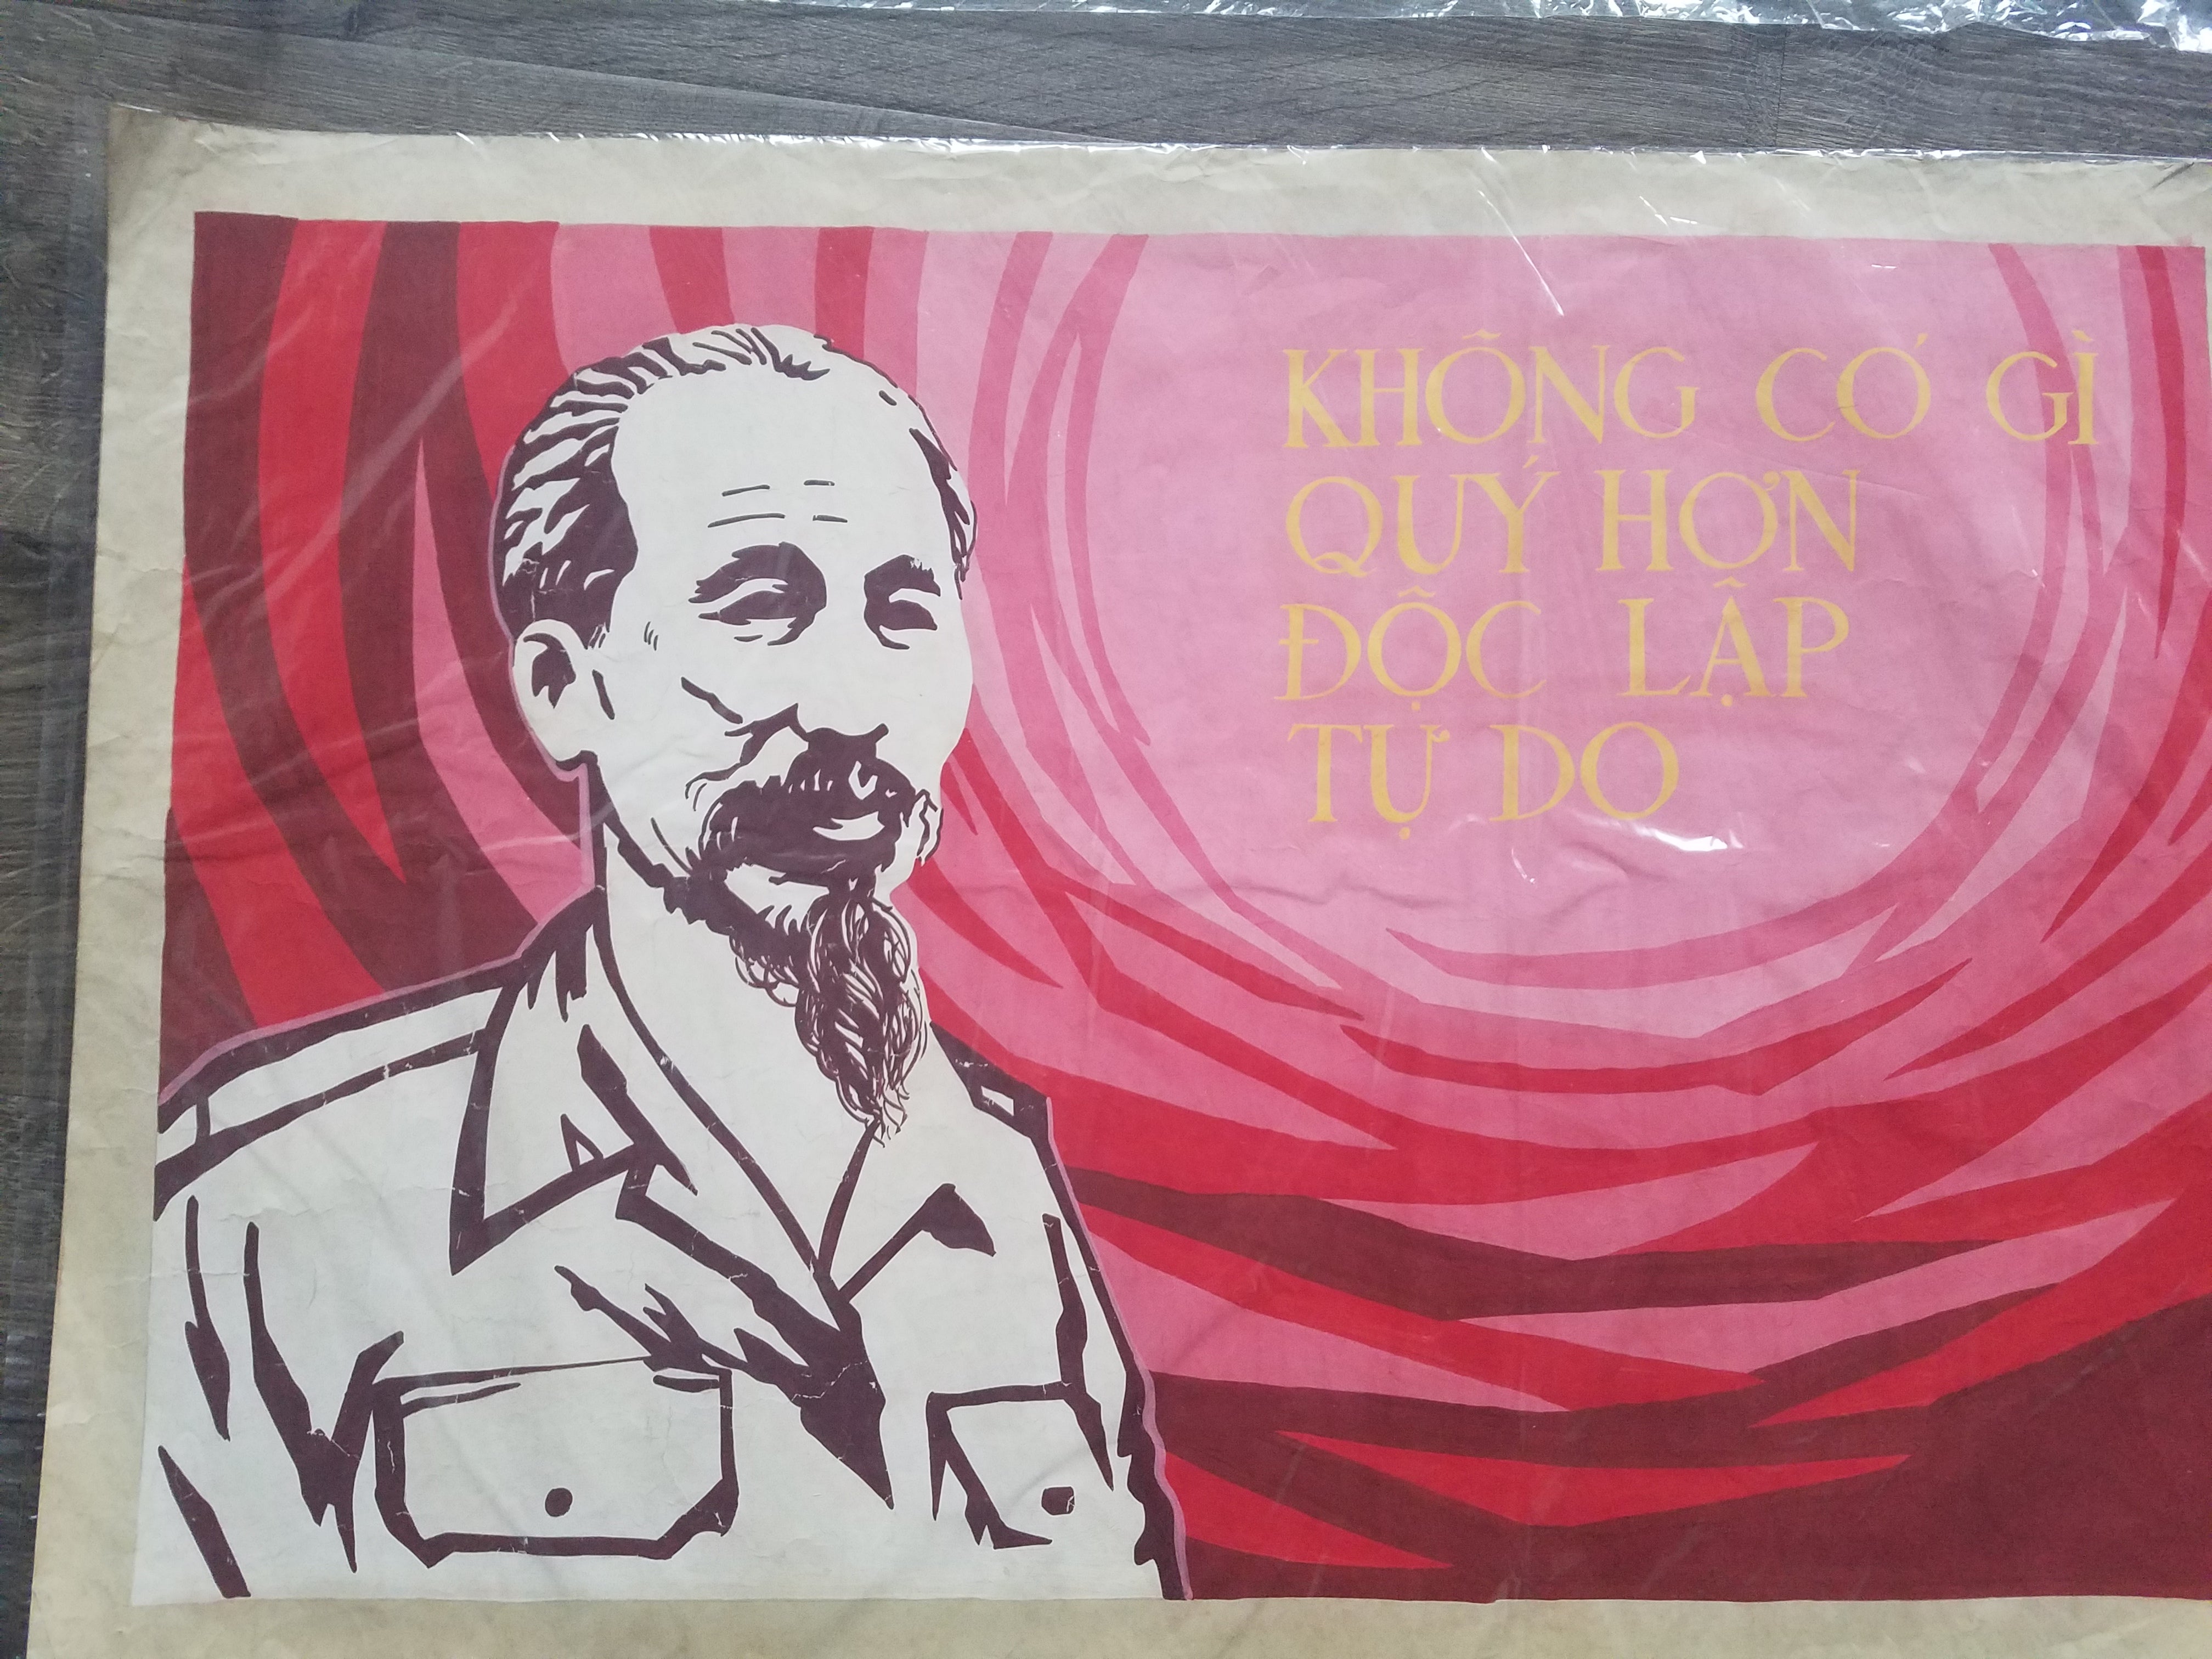 KHÔNG CÓ GÌ
QUÝ HƠN
ĐỘC LẬP
TỰ DO